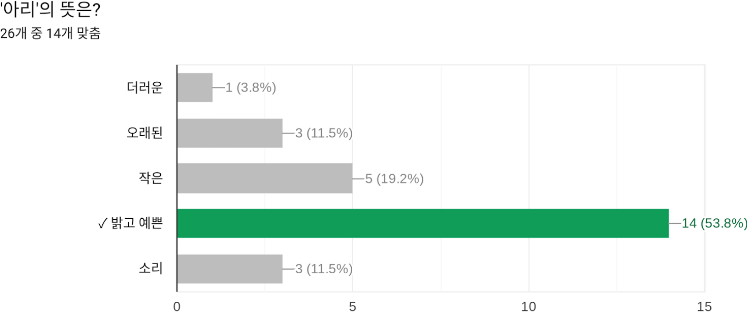 '아리'의 뜻은?
26개 중 14개 맞춤
더러운
1 (3.8%)
오래된
3 (11.5%)
작은
5 (19.2%)
✓ 밝고 예쁜
14 (53.8%)
소리
3 (11.5%)
0 5 10 15